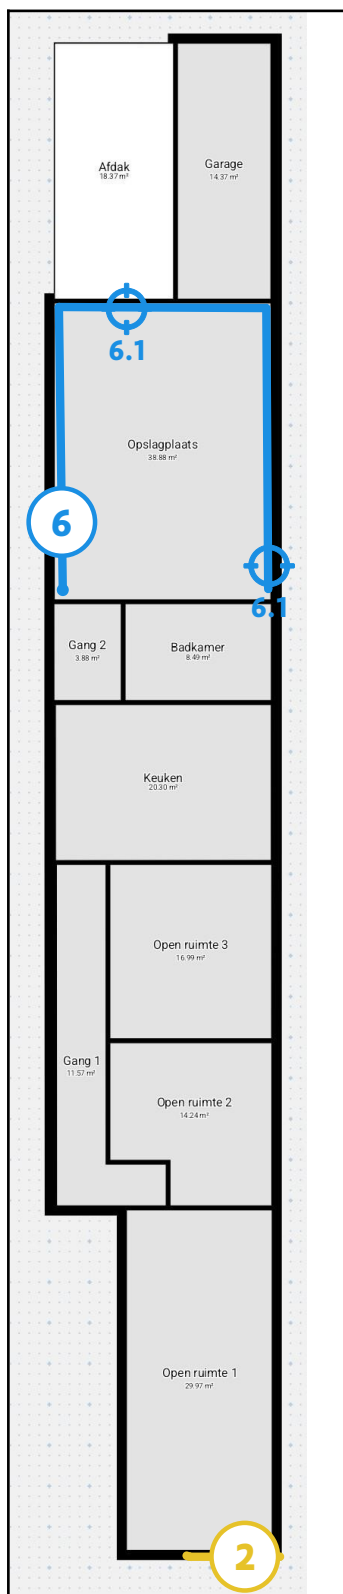 Afdak
18.37 m²
Garage
14.37 m²
6.1
Opslagplaats
38.88 m²
6
6.1
Gang 2
3.88 m²
Badkamer
8.49 m²
Keuken
20.30 m²
Open ruimte 3
16.99 m²
Gang 1
11.57 m²
Open ruimte 2
14.24 m²
Open ruimte 1
29.97 m²
2